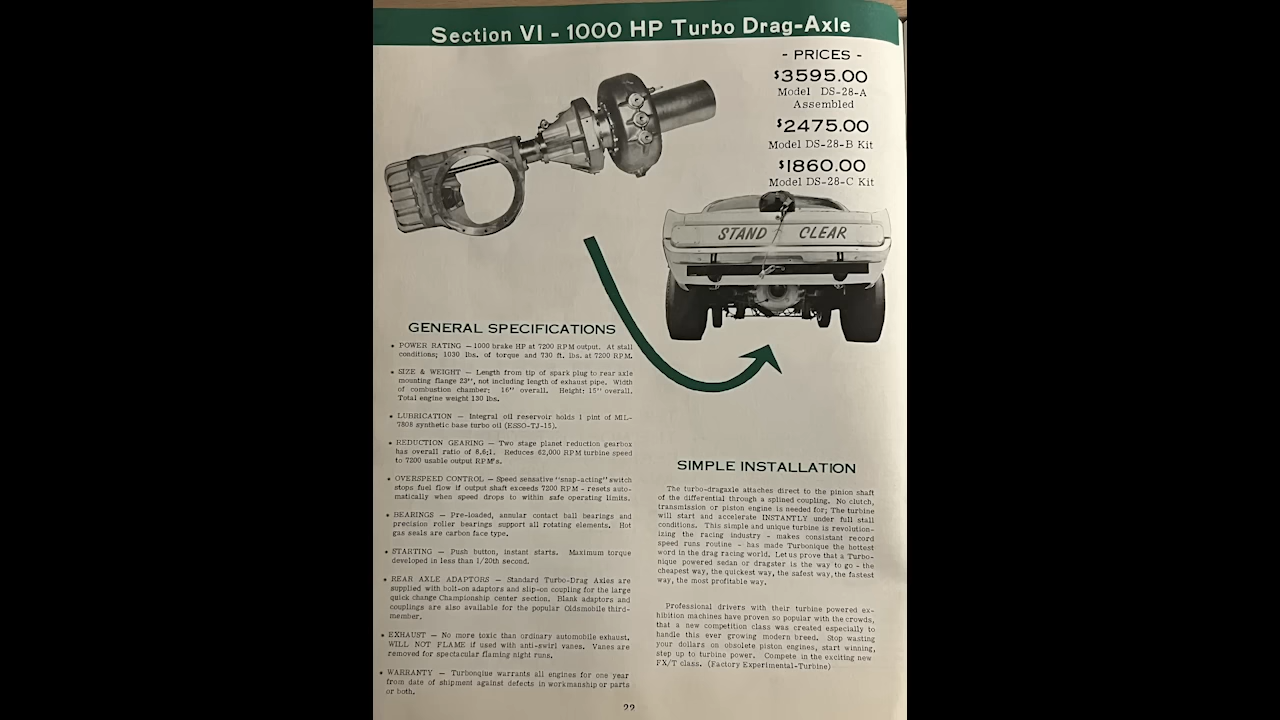 Section VI - 1000 HP Turbo Drag-Axle
- PRICES -
$3595.00
Model DS-28-A
Assembled
$2475.00
Model DS-28-B Kit
$1860.00
Model DS-28-C Kit
STAND CLEAR
GENERAL SPECIFICATIONS
• POWER RATING — 1000 brake HP at 7200 RPM output. At stall
conditions; 1030 lbs. of torque and 730 ft. lbs. at 7200 RPM.
• SIZE & WEIGHT — Length from tip of spark plug to rear axle
mounting flange 23", not including length of exhaust pipe. Width
of combustion chamber; 16" overall. Height: 15" overall.
Total engine weight 130 lbs.
• LUBRICATION — Integral oil reservoir holds 1 pint of MIL-
7808 synthetic base turbo oil (ESSO-TJ-15).
• REDUCTION GEARING — Two stage planet reduction gearbox
has overall ratio of 8.6;1. Reduces 62,000 RPM turbine speed
to 7200 usable output RPM's.
• OVERSPEED CONTROL — Speed sensative "snap-acting" switch
stops fuel flow if output shaft exceeds 7200 RPM - resets auto-
matically when speed drops to within safe operating limits.
• BEARINGS — Pre-loaded, annular contact ball bearings and
precision roller bearings support all rotating elements. Hot
gas seals are carbon face type.
• STARTING — Push button, instant starts. Maximum torque
developed in less than 1/20th second.
• REAR AXLE ADAPTORS — Standard Turbo-Drag Axles are
supplied with bolt-on adaptors and slip-on coupling for the large
quick change Championship center section. Blank adaptors and
couplings are also available for the popular Oldsmobile third-
member.
• EXHAUST — No more toxic than ordinary automobile exhaust.
WILL NOT FLAME if used with anti-swirl vanes. Vanes are
removed for spectacular flaming night runs.
• WARRANTY — Turbonqiue warrants all engines for one year
from date of shipment against defects in workmanship or parts
or both.
SIMPLE INSTALLATION
The turbo-dragaxle attaches direct to the pinion shaft
of the differential through a splined coupling. No clutch,
transmission or piston engine is needed for; The turbine
will start and accelerate INSTANTLY under full stall
conditions. This simple and unique turbine is revolution-
izing the racing industry - makes consistant record
speed runs routine - has made Turbonique the hottest
word in the drag racing world. Let us prove that a Turbo-
nique powered sedan or dragster is the way to go - the
cheapest way, the quickest way, the safest way, the fastest
way, the most profitable way.
Professional drivers with their turbine powered ex-
hibition machines have proven so popular with the crowds,
that a new competition class was created especially to
handle this ever growing modern breed. Stop wasting
your dollars on obsolete piston engines, start winning,
step up to turbine power. Compete in the exciting new
FX/T class. (Factory Experimental-Turbine)
22